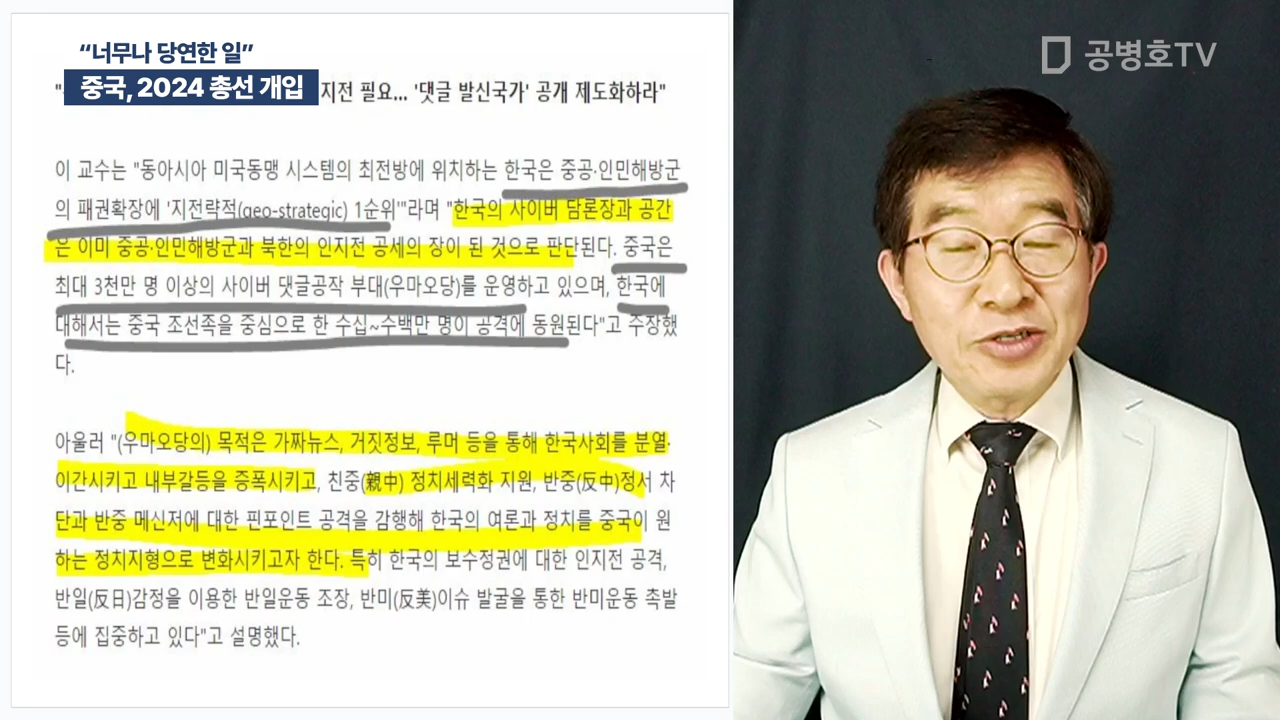 “너무나 당연한 일”
중국, 2024 총선 개입
지전 필요... '댓글 발신국가' 공개 제도화하라"
공병호TV
이 교수는 "동아시아 미국동맹 시스템의 최전방에 위치하는 한국은 중공·인민해방군
의 패권확장에 '지전략적(geo-strategic) 1순위'"라며 "한국의 사이버 담론장과 공간
은 이미 중공·인민해방군과 북한의 인지전 공세의 장이 된 것으로 판단된다. 중국은
최대 3천만 명 이상의 사이버 댓글공작 부대(우마오당)를 운영하고 있으며, 한국에
대해서는 중국 조선족을 중심으로 한 수십~수백만 명이 공격에 동원된다"고 주장했
다.
아울러 "(우마오당의) 목적은 가짜뉴스, 거짓정보, 루머 등을 통해 한국사회를 분열·
이간시키고 내부갈등을 증폭시키고, 친중(親中) 정치세력화 지원, 반중(反中)정서 차
단과 반중 메신저에 대한 핀포인트 공격을 감행해 한국의 여론과 정치를 중국이 원
하는 정치지형으로 변화시키고자 한다. 특히 한국의 보수정권에 대한 인지전 공격,
반일(反日)감정을 이용한 반일운동 조장, 반미(反美)이슈 발굴을 통한 반미운동 촉발
등에 집중하고 있다"고 설명했다.